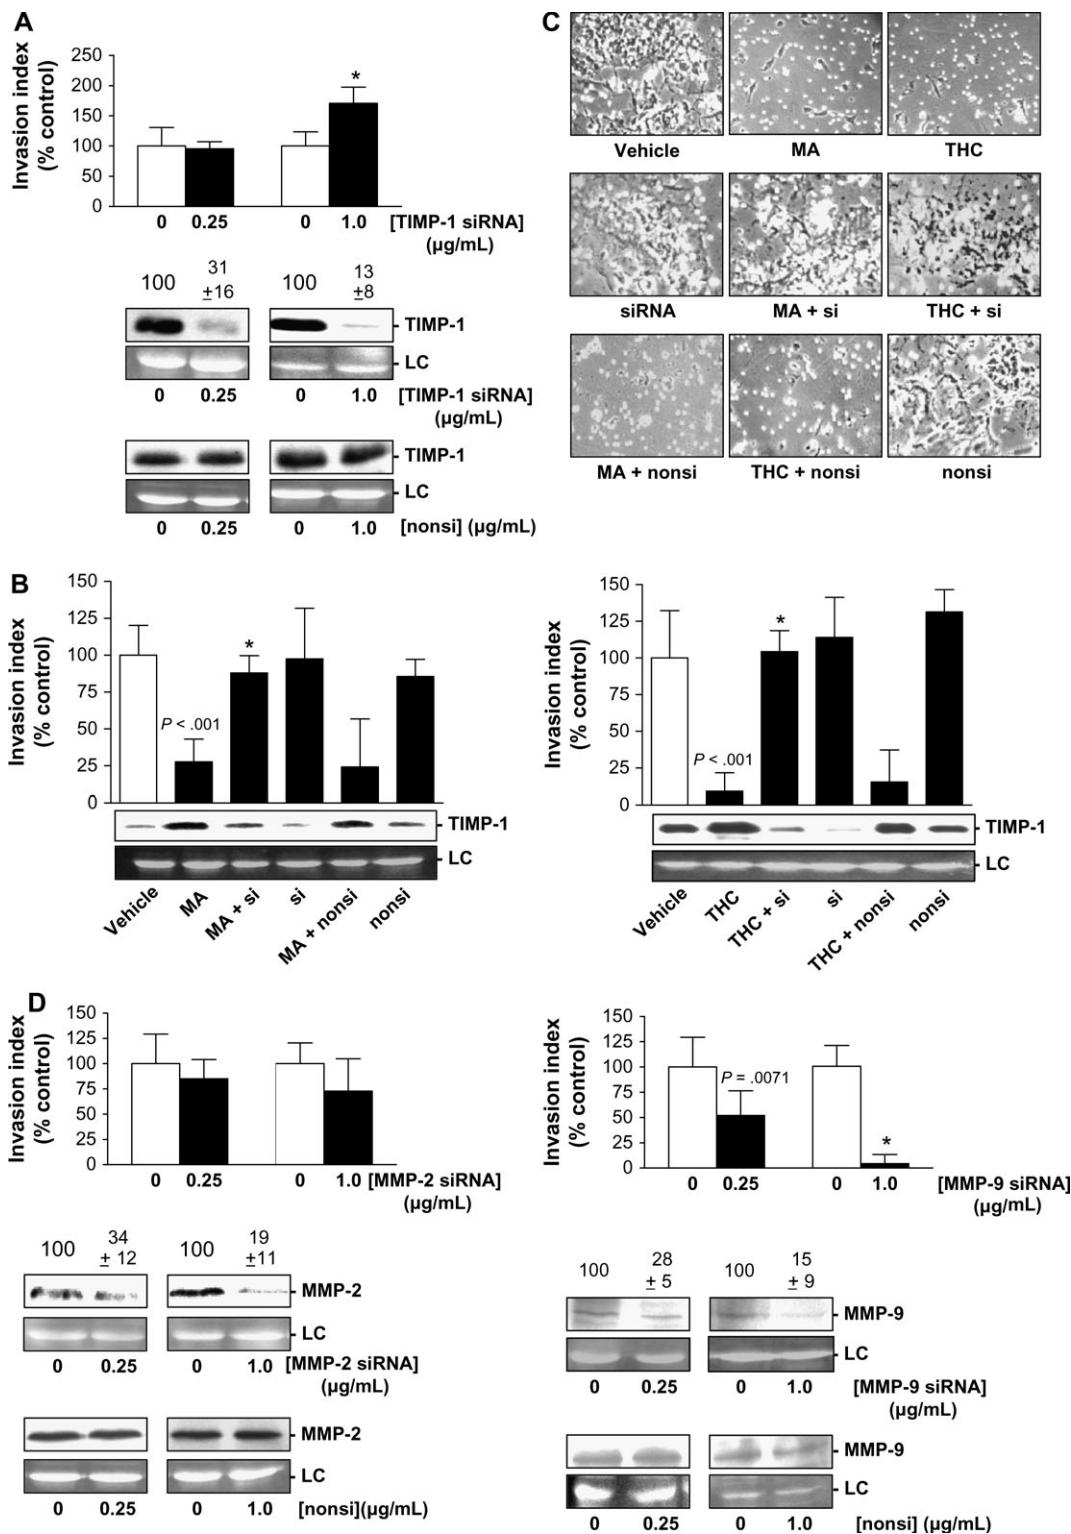 A
Invasion index
(% control)
250
200
150
100
50
0
*
0 0.25 0 1.0 [TIMP-1 siRNA]
(µg/mL)
100 31 ±16 100 13 ±8
TIMP-1
LC
0 0.25 0 1.0 [TIMP-1 siRNA]
(µg/mL)
TIMP-1
LC
0 0.25 0 1.0 [nonsi] (µg/mL)
C
Vehicle MA THC
siRNA MA + si THC + si
MA + nonsi THC + nonsi nonsi
B
Invasion index
(% control)
150
125
100
75
50
25
0
P < .001
*
TIMP-1
LC
Vehicle MA MA + si si MA + nonsi nonsi
Invasion index
(% control)
150
125
100
75
50
25
0
P < .001
*
TIMP-1
LC
Vehicle THC THC + si si THC + nonsi nonsi
D
Invasion index
(% control)
150
125
100
75
50
25
0
0 0.25 0 1.0 [MMP-2 siRNA]
(µg/mL)
100 34 ± 12 100 19 ±11
MMP-2
LC
0 0.25 0 1.0 [MMP-2 siRNA]
(µg/mL)
MMP-2
LC
0 0.25 0 1.0 [nonsi](µg/mL)
Invasion index
(% control)
150
125
100
75
50
25
0
P = .0071
*
0 0.25 0 1.0 [MMP-9 siRNA]
(µg/mL)
100 28 ± 5 100 15 ± 9
MMP-9
LC
0 0.25 0 1.0 [MMP-9 siRNA]
(µg/mL)
MMP-9
LC
0 0.25 0 1.0 [nonsi] (µg/mL)